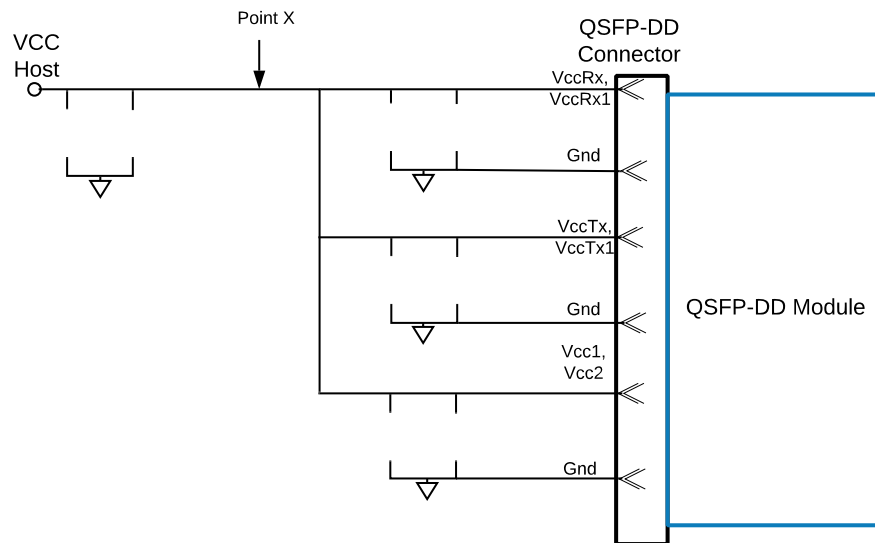 Point X
VCC
Host
QSFP-DD
Connector
VccRx,
VccRx1
Gnd
VccTx,
VccTx1
Gnd
QSFP-DD Module
Vcc1,
Vcc2
Gnd